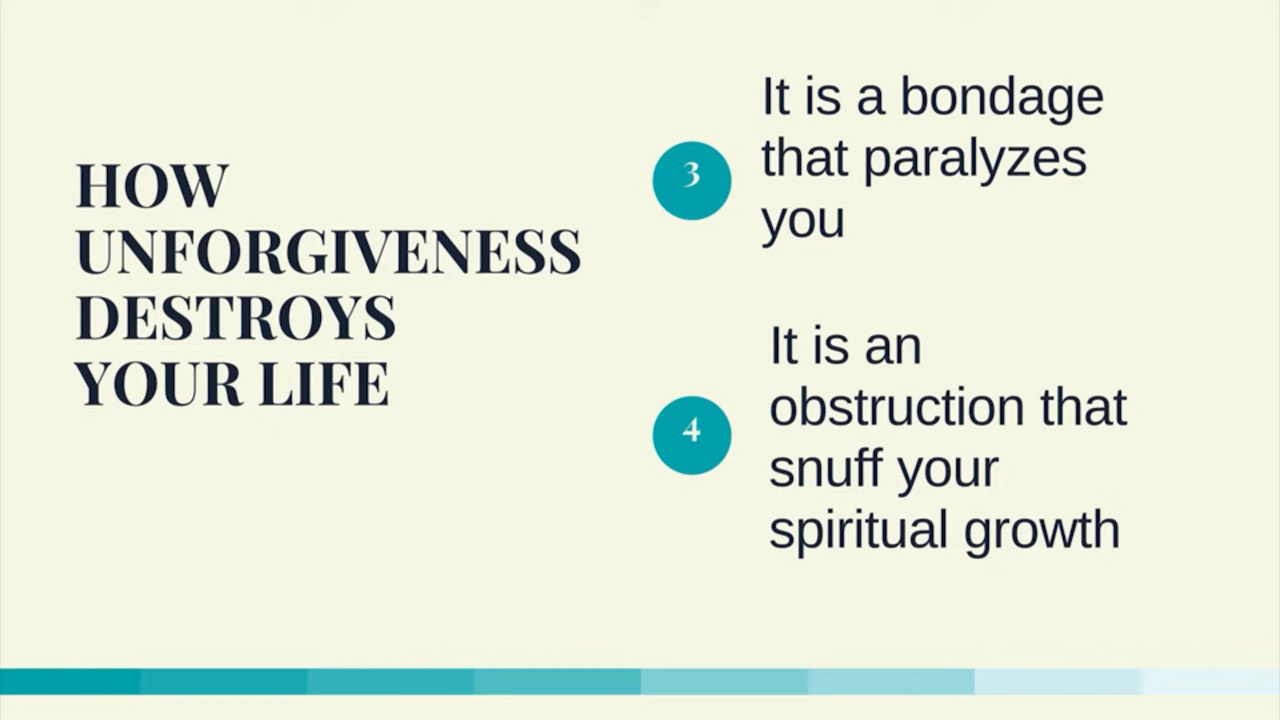 HOW
UNFORGIVENESS
DESTROYS
YOUR LIFE
3
It is a bondage
that paralyzes
you
4
It is an
obstruction that
snuff your
spiritual growth